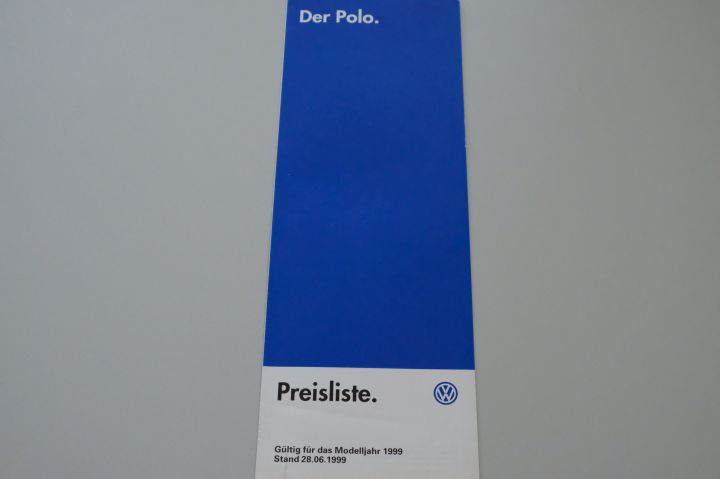 Der Polo.
Preisliste.
Gültig für das Modelljahr 1999
Stand 28.06.1999